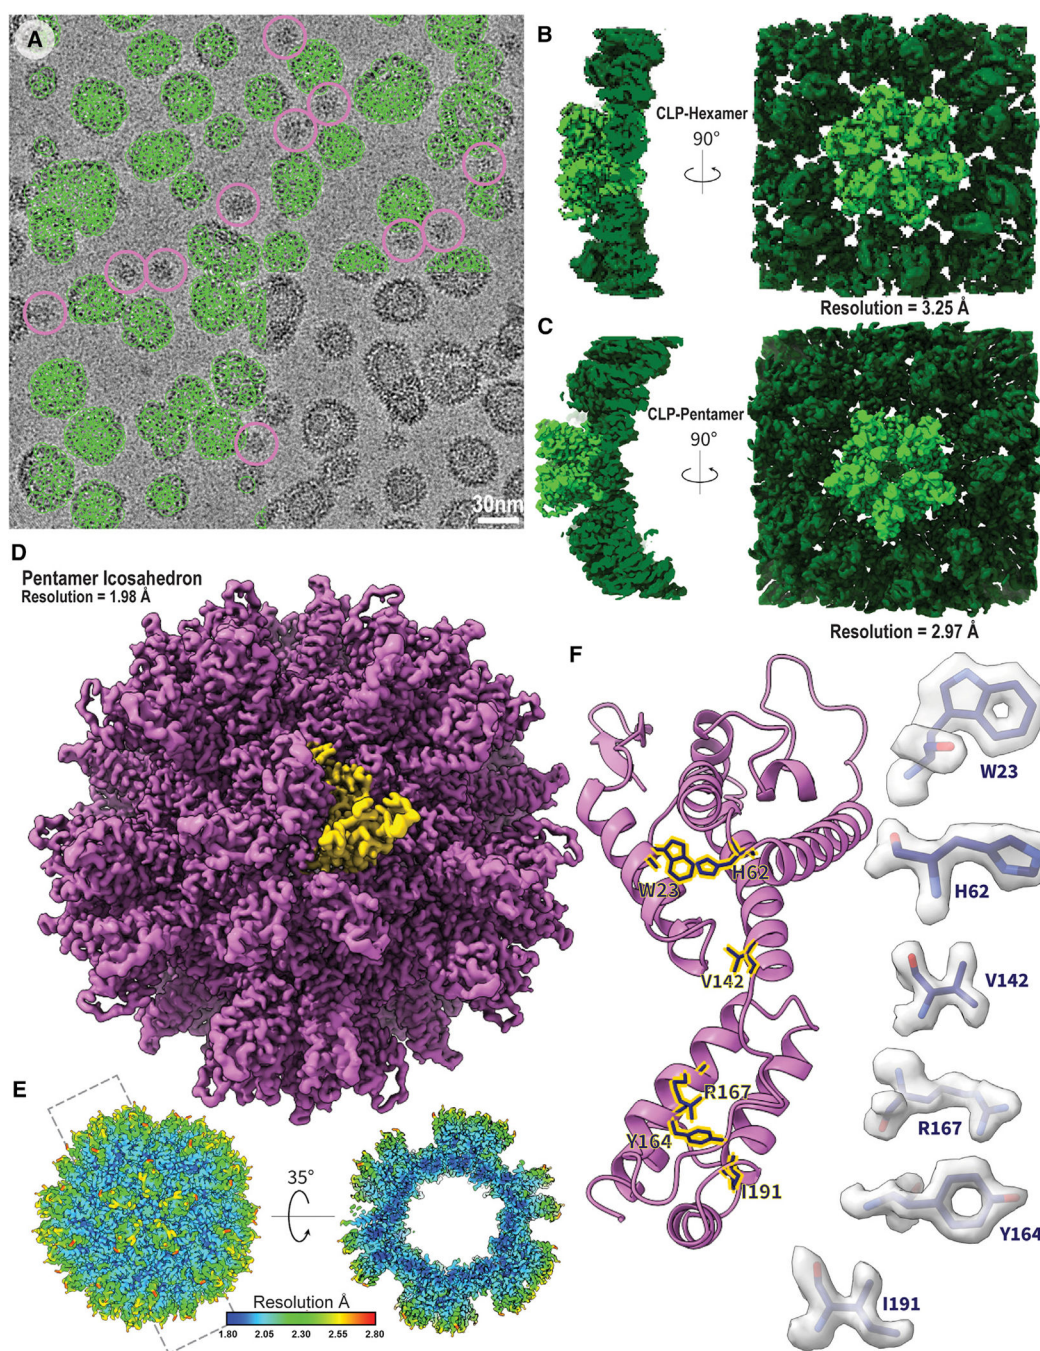 A
30nm
B
CLP-Hexamer
90°
Resolution = 3.25 Å
C
CLP-Pentamer
90°
Resolution = 2.97 Å
D
Pentamer Icosahedron
Resolution = 1.98 Å
E
35°
Resolution Å
1.80 2.05 2.30 2.55 2.80
F
W23
H62
V142
R167
Y164
I191
W23
H62
V142
R167
Y164
I191